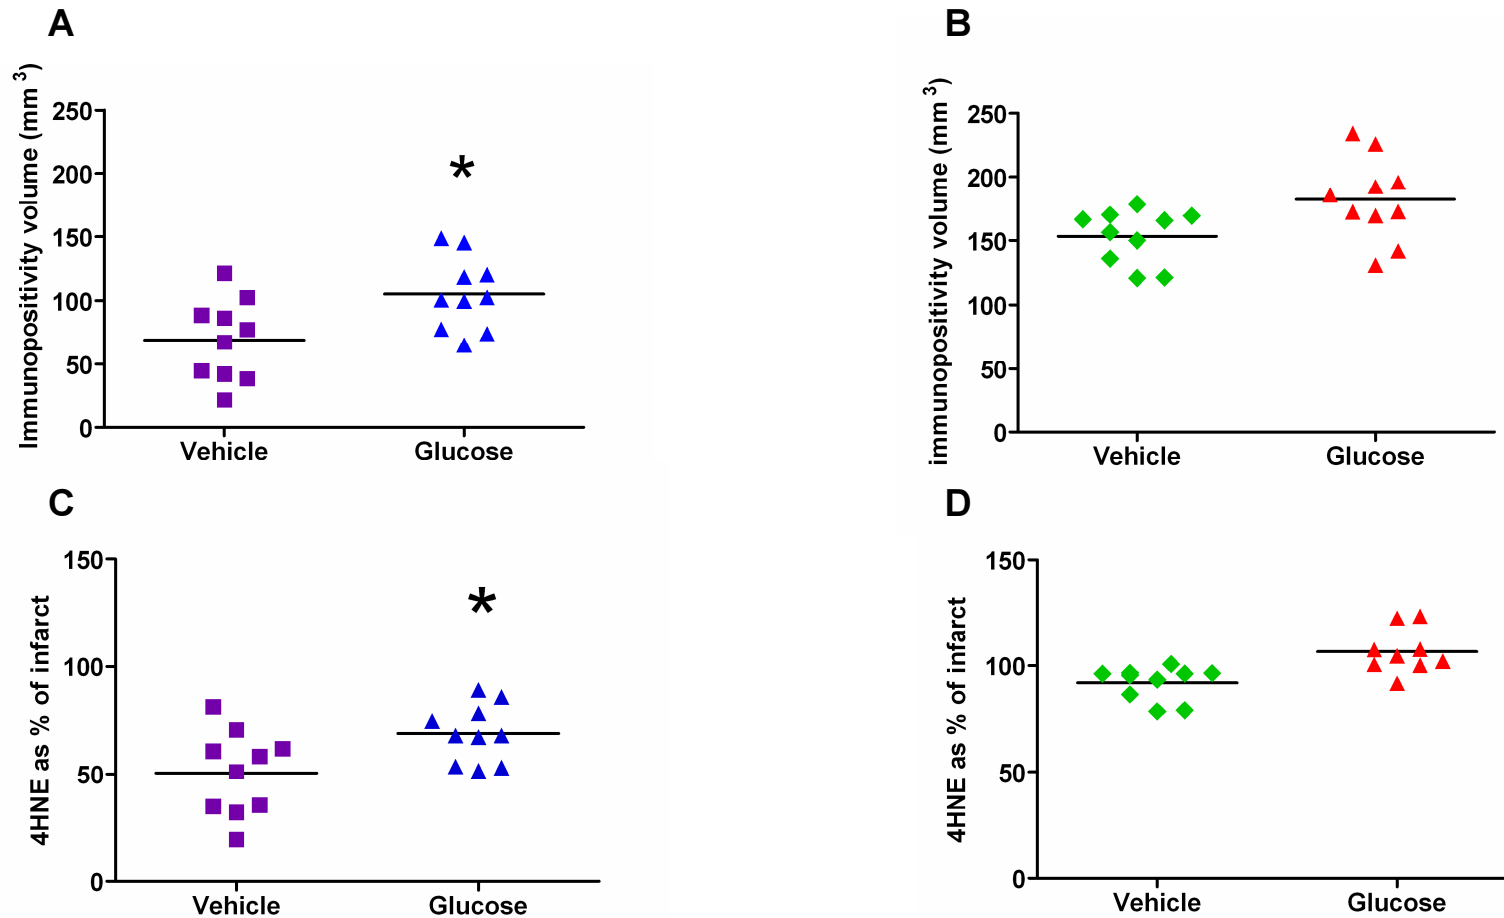 A
Immunopositivity volume (mm 3)
250
200
150
100
50
0
*
Vehicle
Glucose
B
immunopositivity volume (mm 3)
250
200
150
100
50
0
Vehicle
Glucose
C
4HNE as % of infarct
150
100
50
0
*
Vehicle
Glucose
D
4HNE as % of infarct
150
100
50
0
Vehicle
Glucose